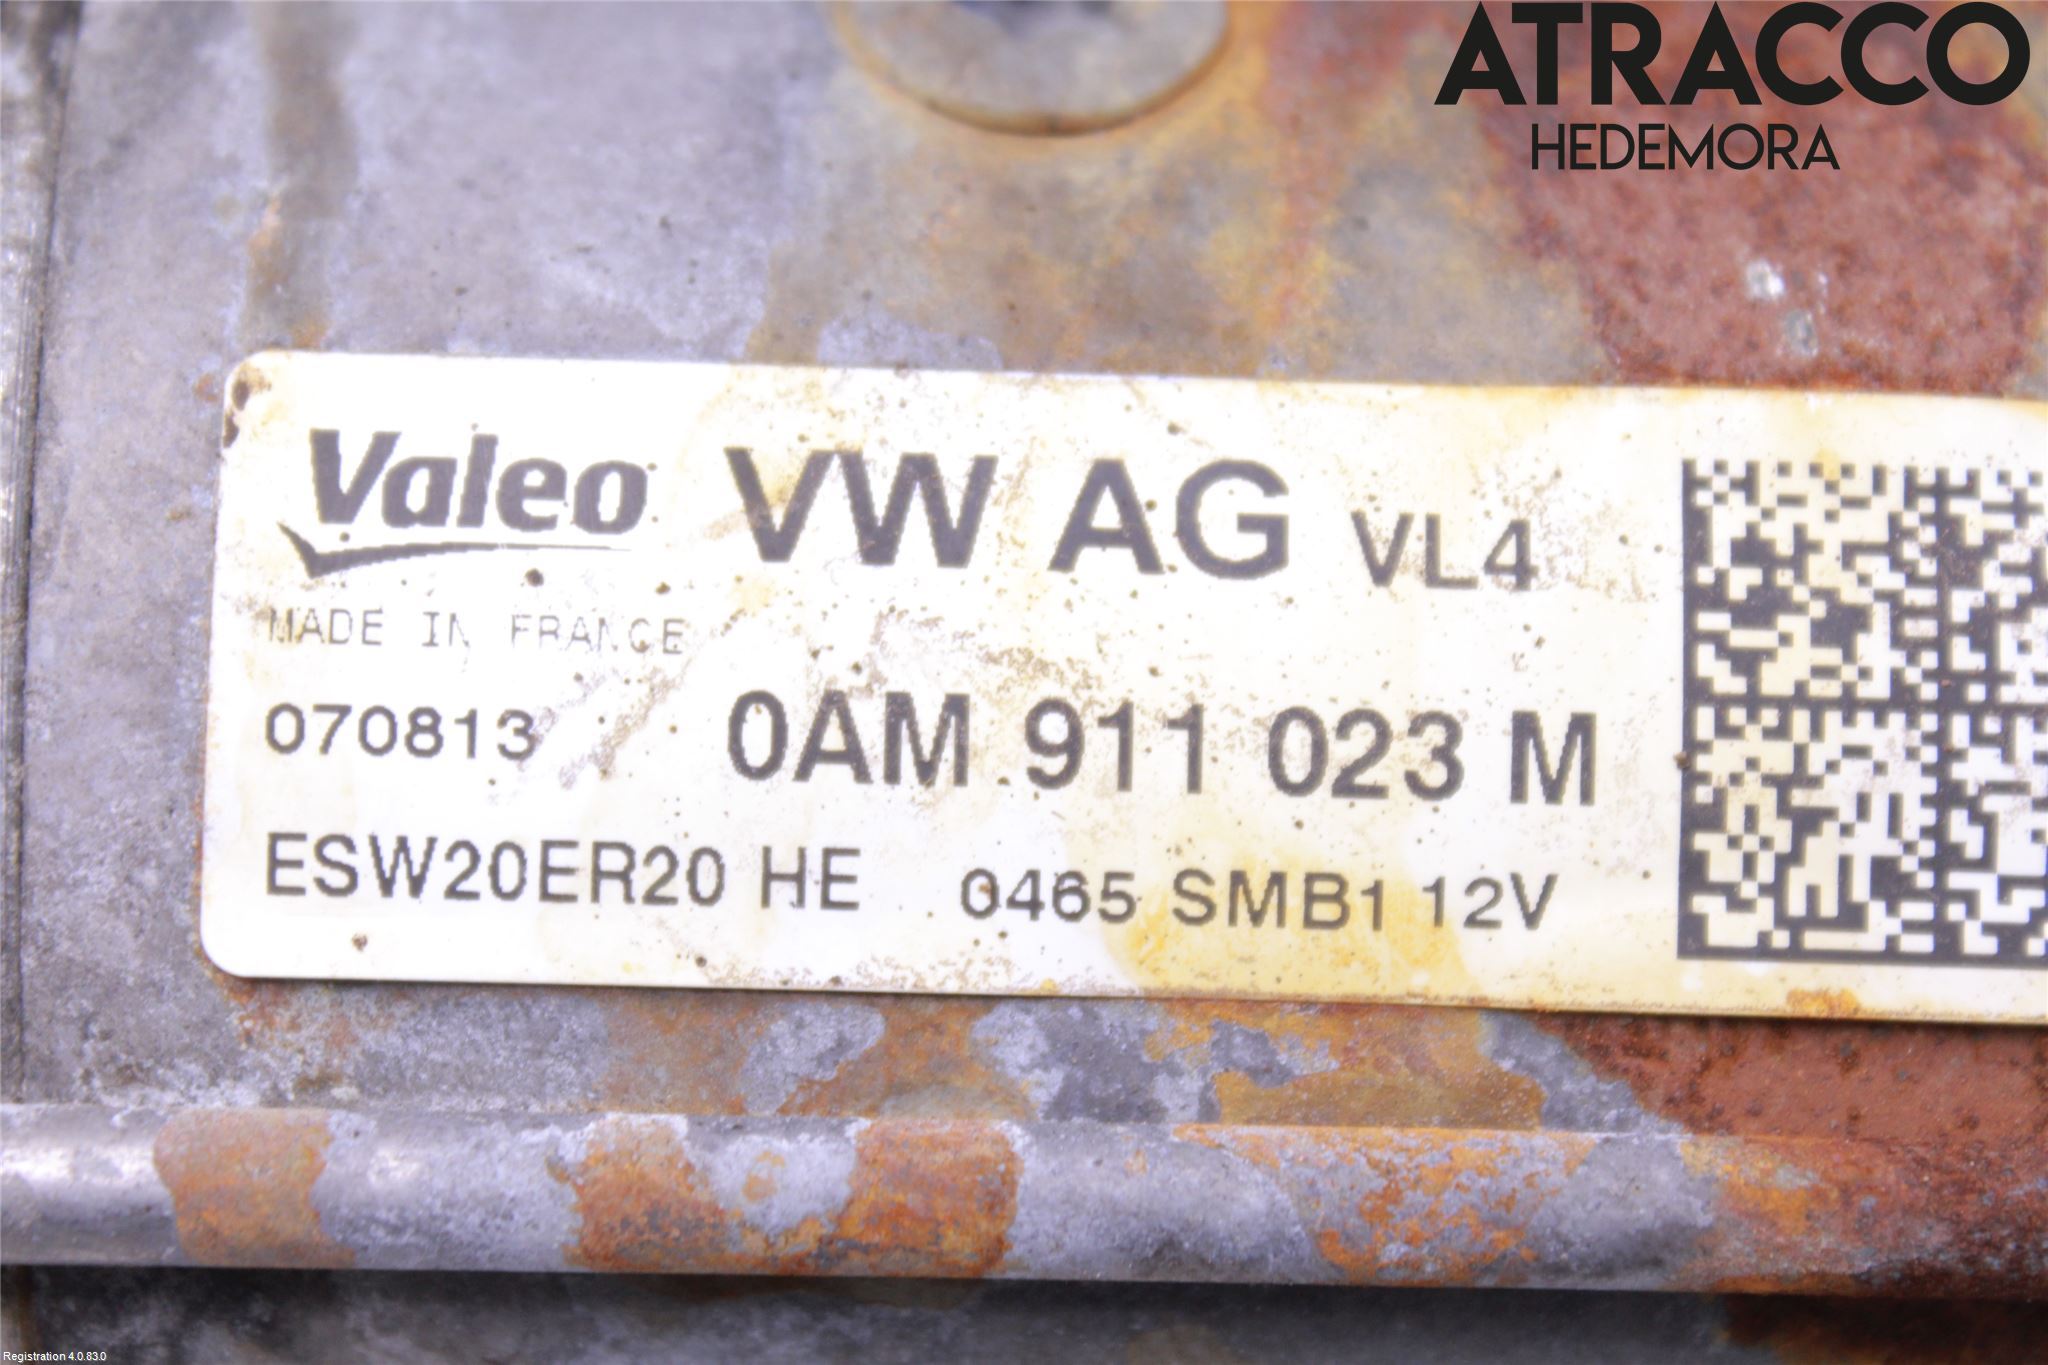 ATRACCO
HEDEMORA
Valeo VW AG VL4
MADE IN FRANCE
070813 0AM 911 023 M
ESW20ER20 HE 0465 SMB1 12V
Registration 4.0.83.0